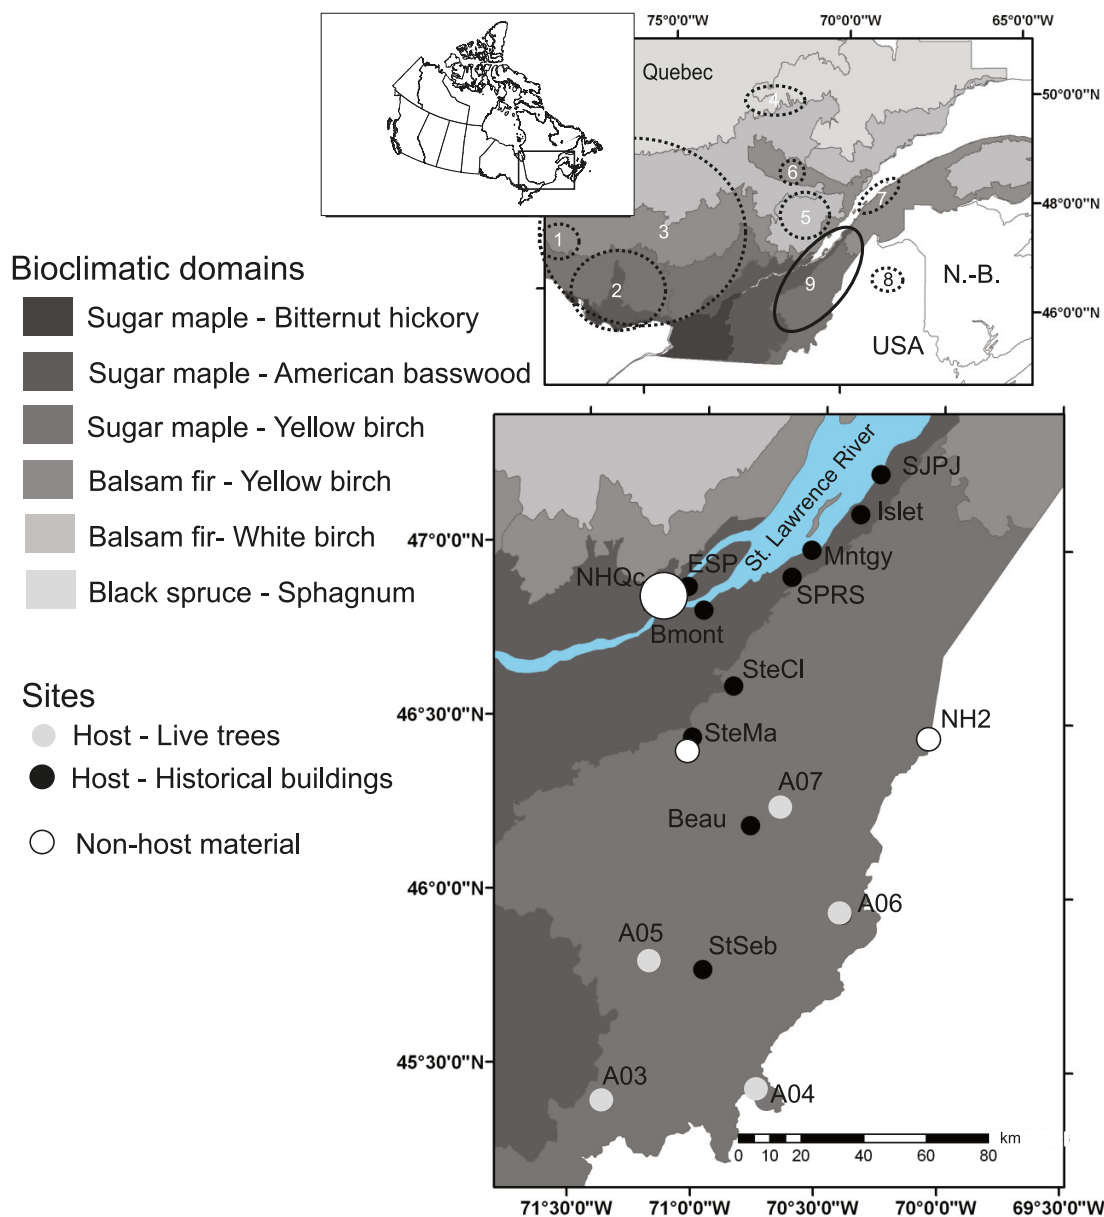 75°0'0"W
70°0'0"W
65°0'0"W
Quebec
50°0'0"N
48°0'0"N
46°0'0"N
4
6
7
5
1
3
2
9
8
N.-B.
USA
Bioclimatic domains
Sugar maple - Bitternut hickory
Sugar maple - American basswood
Sugar maple - Yellow birch
Balsam fir - Yellow birch
Balsam fir- White birch
Black spruce - Sphagnum
Sites
Host - Live trees
Host - Historical buildings
Non-host material
St. Lawrence River
SJPJ
Islet
Mntgy
SPRS
ESP
NHQc
Bmont
SteCl
SteMa
NH2
A07
Beau
A06
A05
StSeb
A03
A04
47°0'0"N
46°30'0"N
46°0'0"N
45°30'0"N
km
0 10 20 40 60 80
71°30'0"W
71°0'0"W
70°30'0"W
70°0'0"W
69°30'0"W